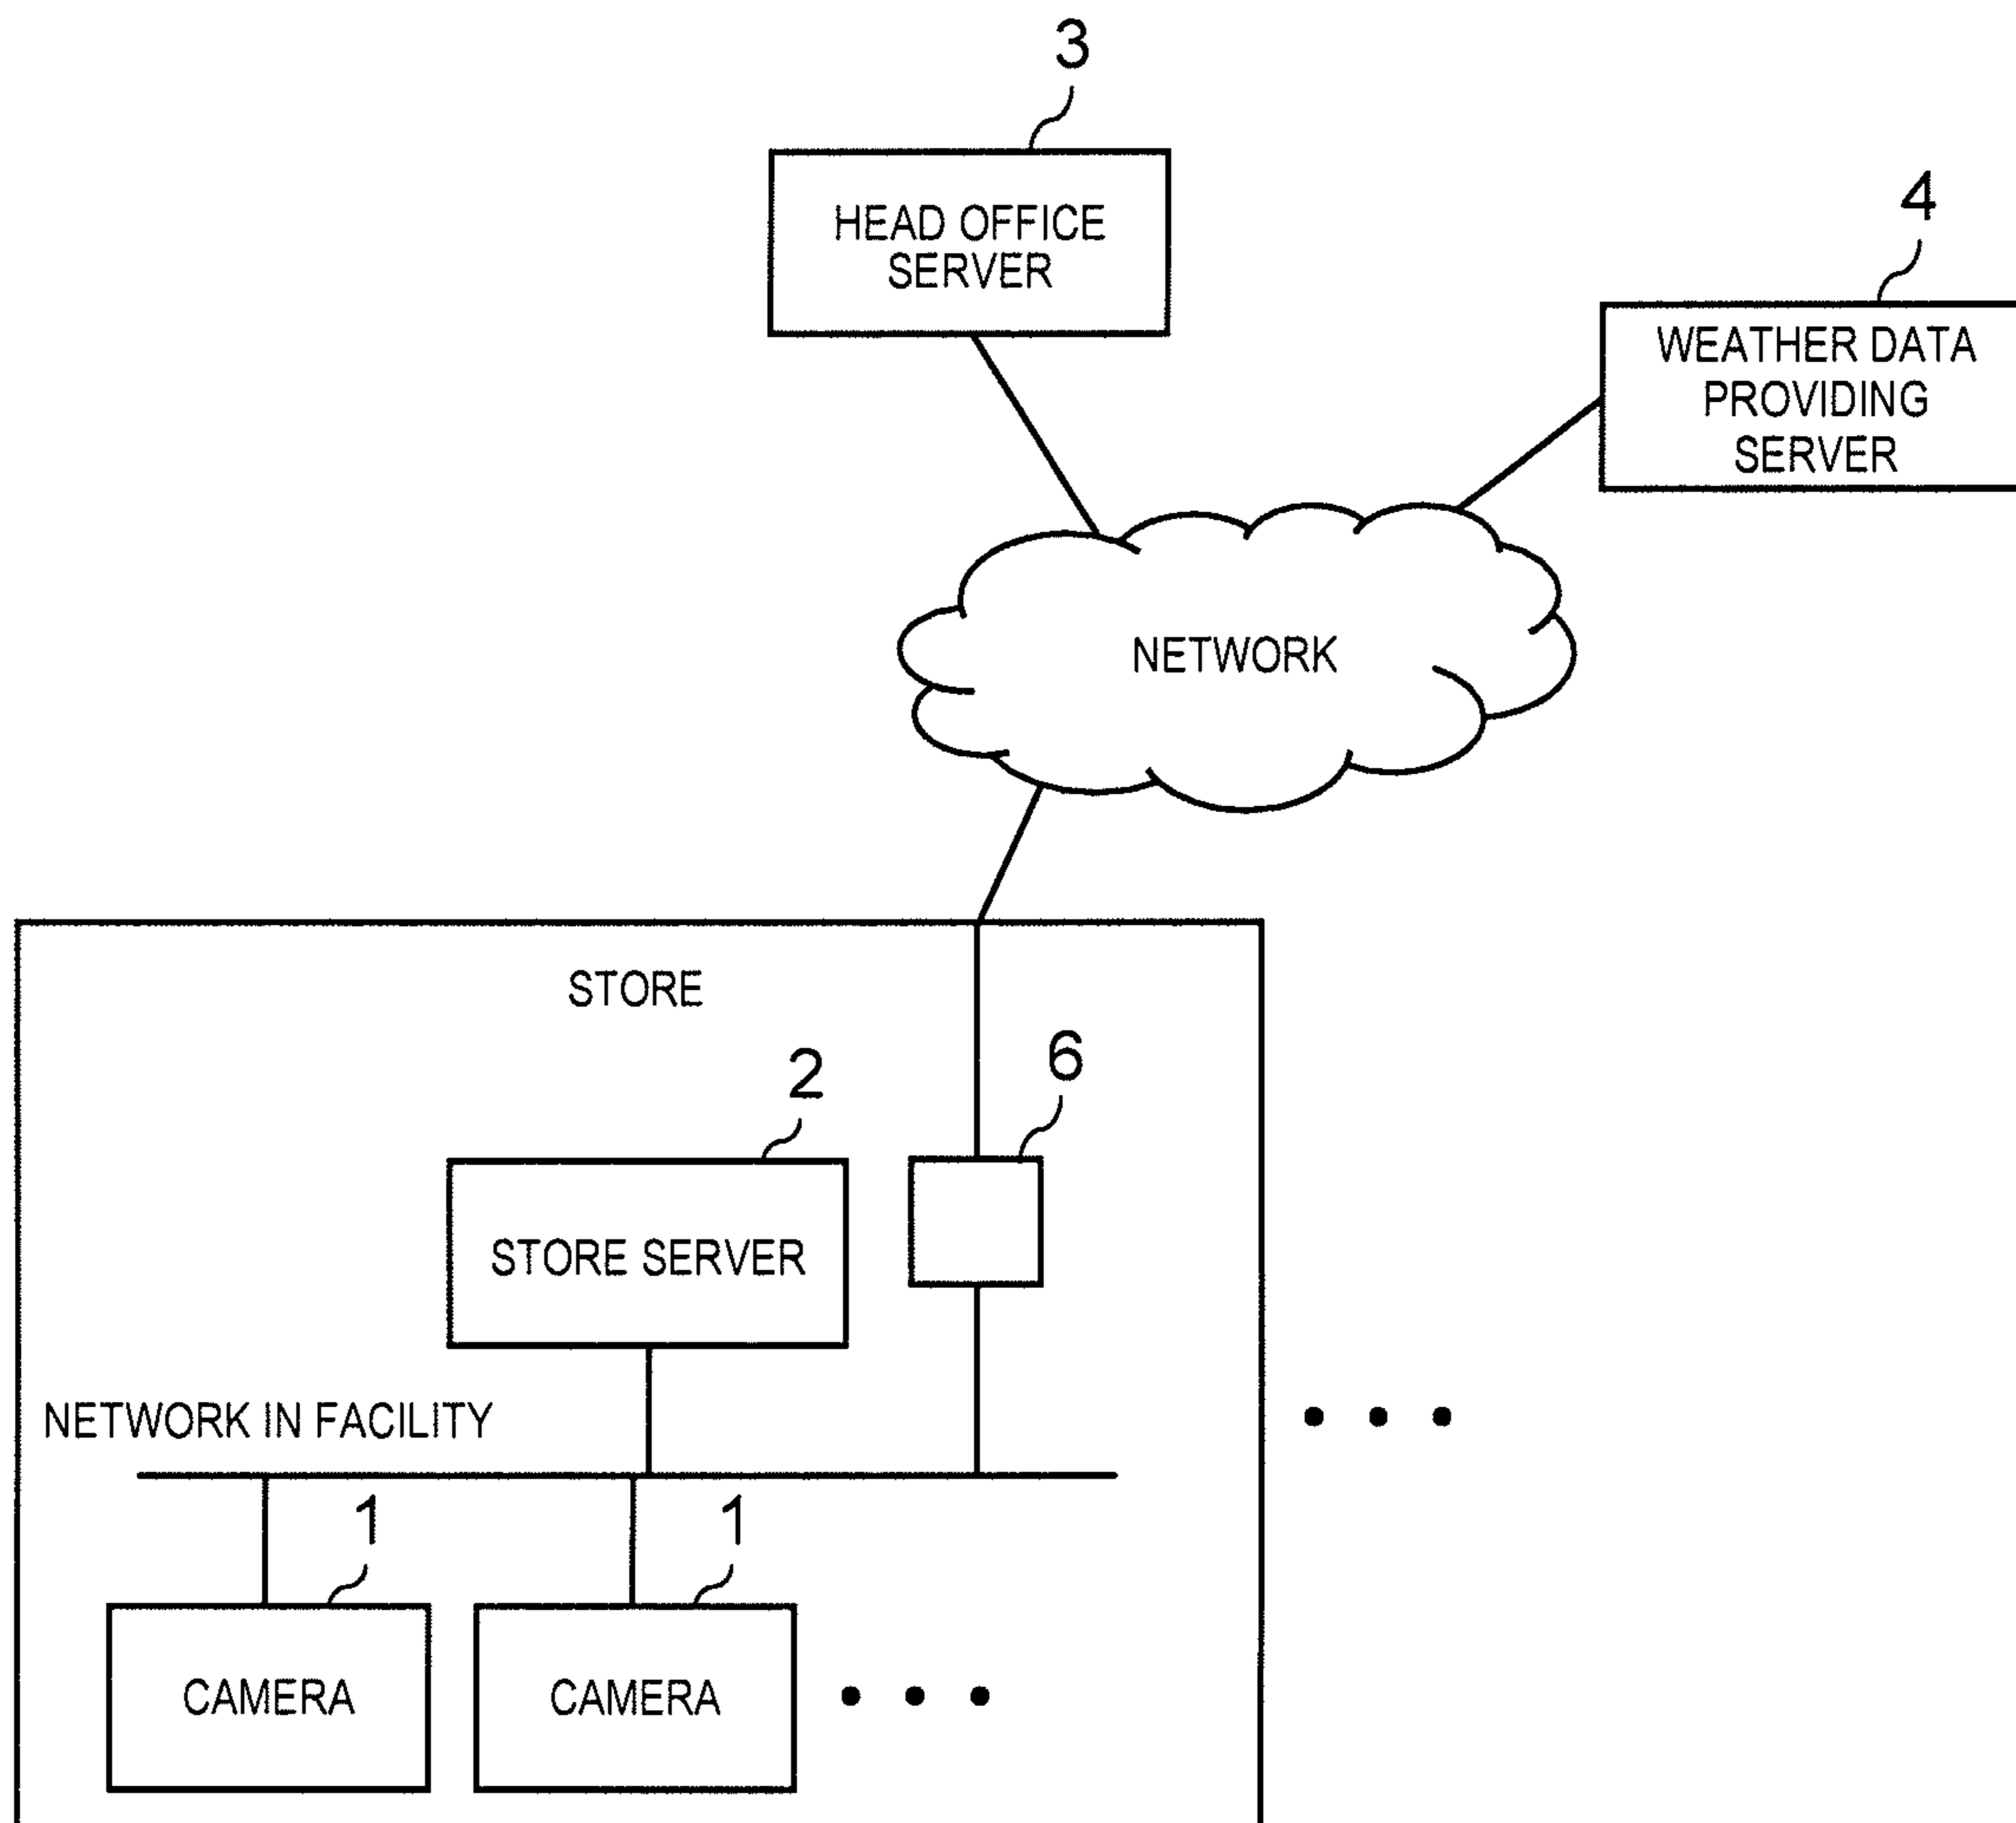 3
HEAD OFFICE
SERVER
4
WEATHER DATA
PROVIDING
SERVER
NETWORK
STORE
2
6
STORE SERVER
NETWORK IN FACILITY
1
1
CAMERA
CAMERA